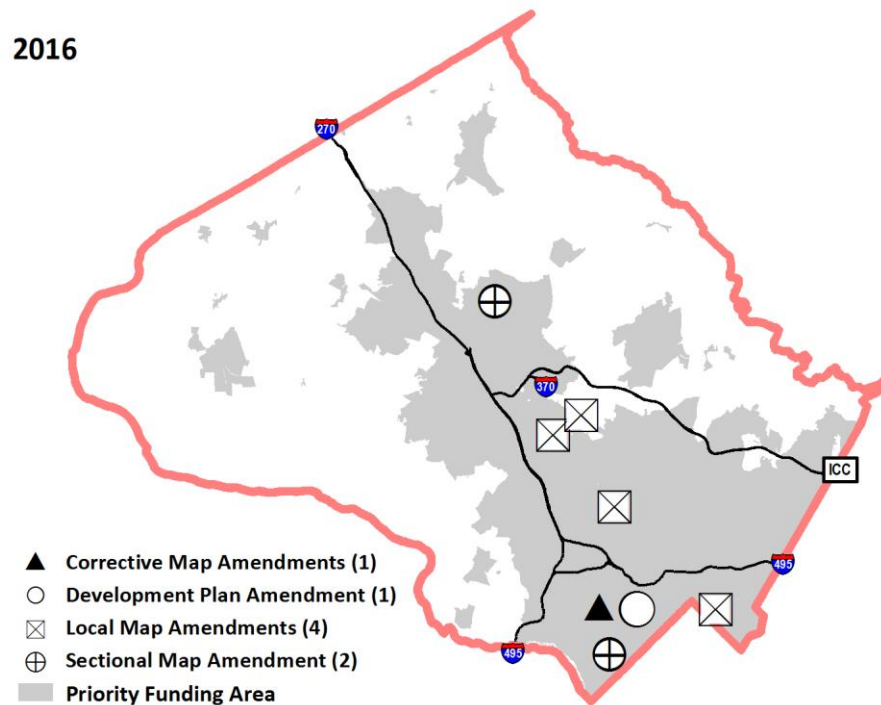 2016
270
370
ICC
495
495
Corrective Map Amendments (1)
Development Plan Amendment (1)
Local Map Amendments (4)
Sectional Map Amendment (2)
Priority Funding Area